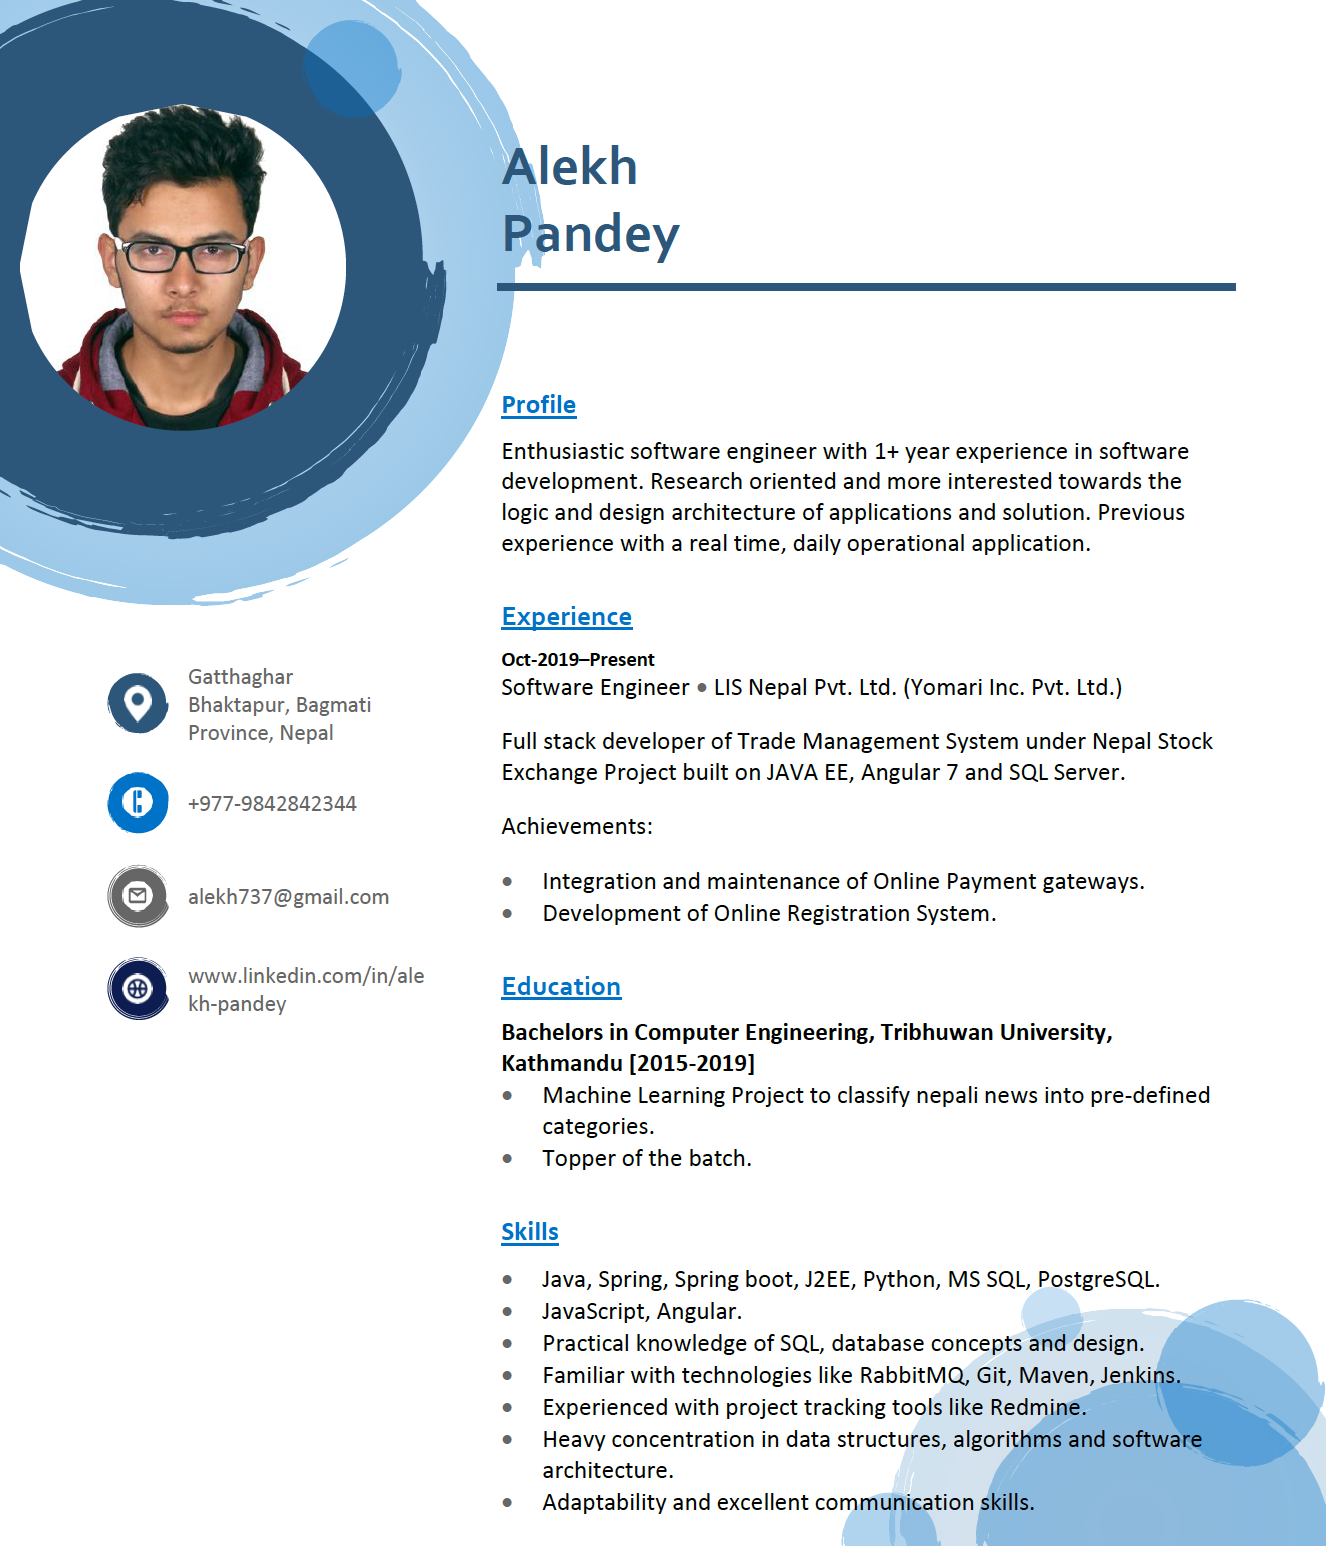 Alekh
Pandey
Profile
Enthusiastic software engineer with 1+ year experience in software
development. Research oriented and more interested towards the
logic and design architecture of applications and solution. Previous
experience with a real time, daily operational application.
Experience
Oct-2019–Present
Software Engineer • LIS Nepal Pvt. Ltd. (Yomari Inc. Pvt. Ltd.)
Full stack developer of Trade Management System under Nepal Stock
Exchange Project built on JAVA EE, Angular 7 and SQL Server.
Achievements:
• Integration and maintenance of Online Payment gateways.
• Development of Online Registration System.
Education
Bachelors in Computer Engineering, Tribhuwan University,
Kathmandu [2015-2019]
• Machine Learning Project to classify nepali news into pre-defined
categories.
• Topper of the batch.
Skills
• Java, Spring, Spring boot, J2EE, Python, MS SQL, PostgreSQL.
• JavaScript, Angular.
• Practical knowledge of SQL, database concepts and design.
• Familiar with technologies like RabbitMQ, Git, Maven, Jenkins.
• Experienced with project tracking tools like Redmine.
• Heavy concentration in data structures, algorithms and software
architecture.
• Adaptability and excellent communication skills.
Gatthaghar
Bhaktapur, Bagmati
Province, Nepal
+977-9842842344
alekh737@gmail.com
www.linkedin.com/in/ale
kh-pandey